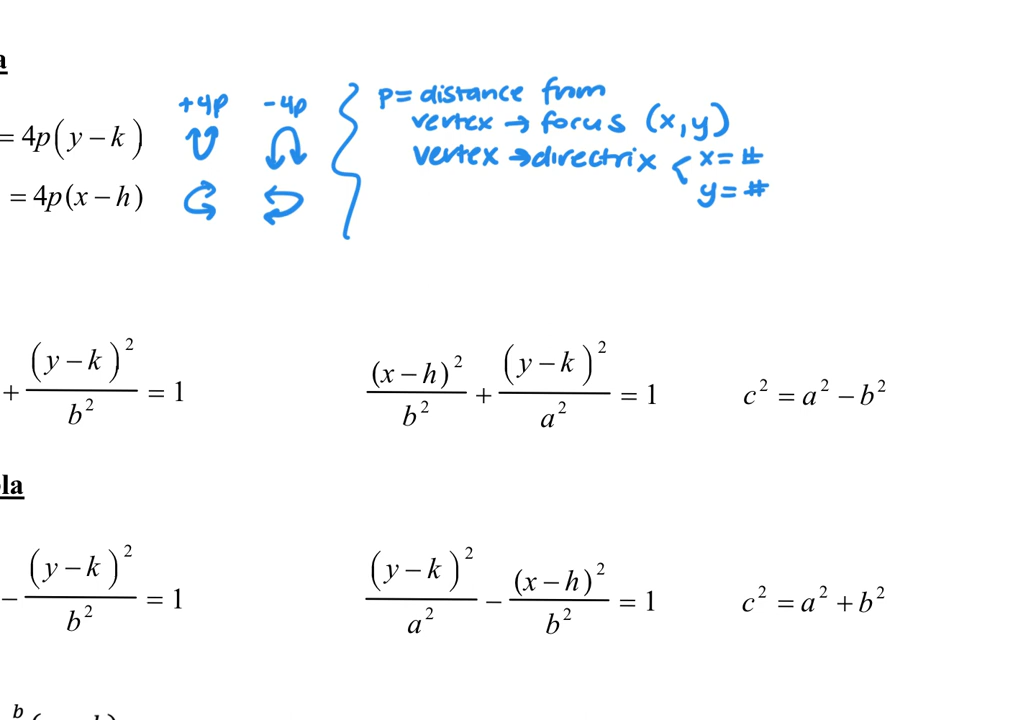 a
+4p -4p
p= distance from
vertex → focus (x,y)
vertex → directrix < x= #
y= #
= 4p(y − k)
= 4p(x − h)
+ (y − k)² / b² = 1
(x − h)² / b² + (y − k)² / a² = 1
c² = a² − b²
la
− (y − k)² / b² = 1
(y − k)² / a² − (x − h)² / b² = 1
c² = a² + b²
b